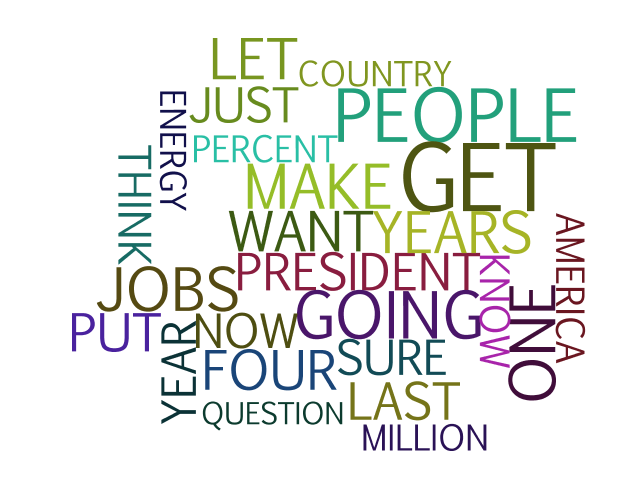 LET
COUNTRY
JUST
PEOPLE
ENERGY
PERCENT
THINK
MAKE
GET
WANT
YEARS
AMERICA
PRESIDENT
KNOW
JOBS
GOING
ONE
PUT
NOW
YEAR
FOUR
SURE
QUESTION
LAST
MILLION